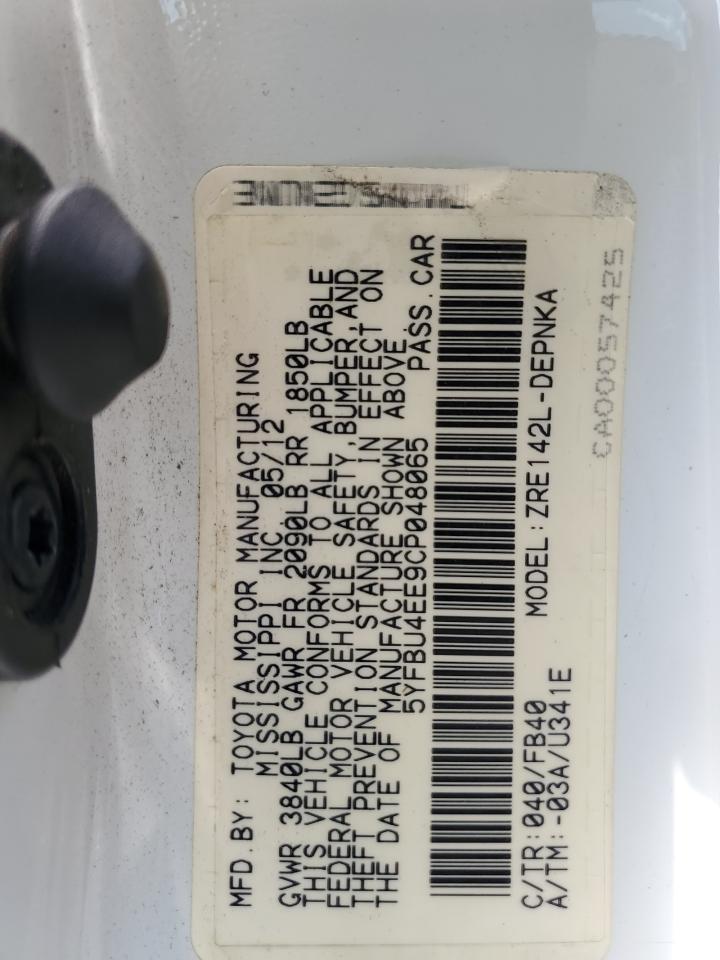 MFD.BY: TOYOTA MOTOR MANUFACTURING
MISSISSIPPI INC. 05/12
GVWR 3840LB GAWR FR 2090LB RR 1850LB
THIS VEHICLE CONFORMS TO ALL APPLICABLE
FEDERAL MOTOR VEHICLE SAFETY,BUMPER,AND
THEFT PREVENTION STANDARDS IN EFFECT ON
THE DATE OF MANUFACTURE SHOWN ABOVE.
5YFBU4EE9CP048065 PASS.CAR
C/TR:040/FB40 MODEL:ZRE142L-DEPNKA
A/TM:-03A/U341E
CA00057425